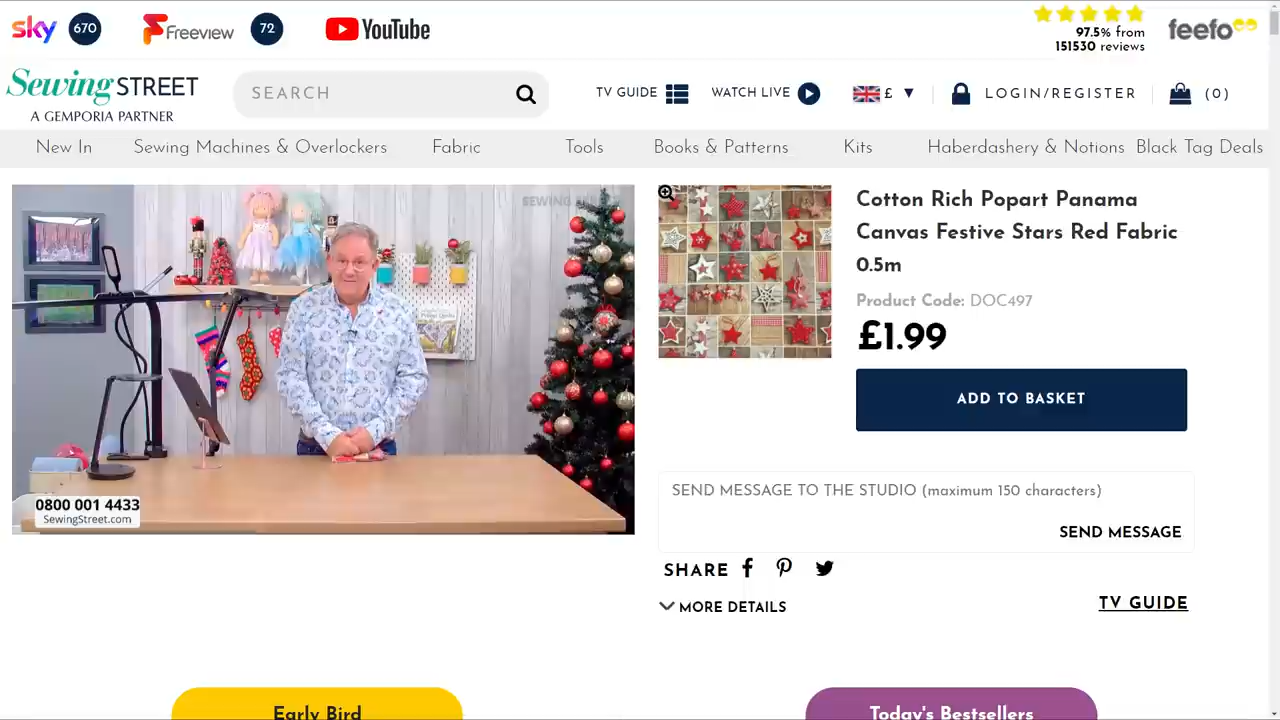 sky 670 Freeview 72 YouTube
97.5% from
151530 reviews
feefo
Sewing STREET
A GEMPORIA PARTNER
SEARCH
TV GUIDE WATCH LIVE £ ▼ LOGIN/REGISTER (0)
New In Sewing Machines & Overlockers Fabric Tools Books & Patterns Kits Haberdashery & Notions Black Tag Deals
SEWING
0800 001 4433
SewingStreet.com
Cotton Rich Popart Panama
Canvas Festive Stars Red Fabric
0.5m
Product Code: DOC497
£1.99
ADD TO BASKET
SEND MESSAGE TO THE STUDIO (maximum 150 characters)
SEND MESSAGE
SHARE
MORE DETAILS
TV GUIDE
Early Bird
Today's Bestsellers